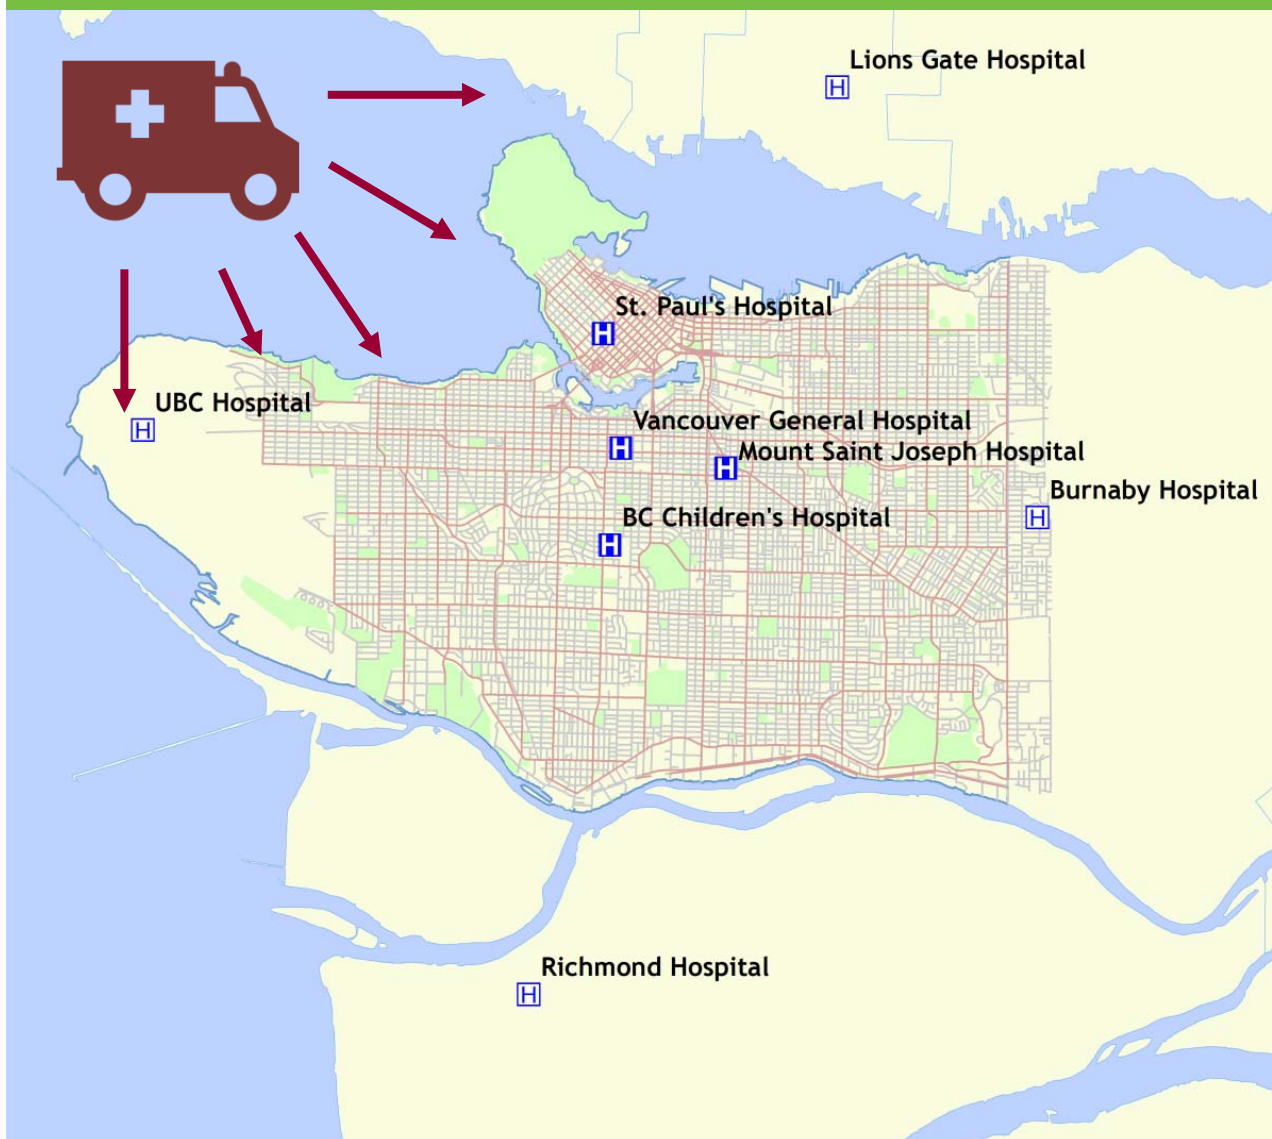 Lions Gate Hospital
H
St. Paul's Hospital
H
UBC Hospital
H
Vancouver General Hospital
H
Mount Saint Joseph Hospital
H
Burnaby Hospital
H
BC Children's Hospital
H
Richmond Hospital
H